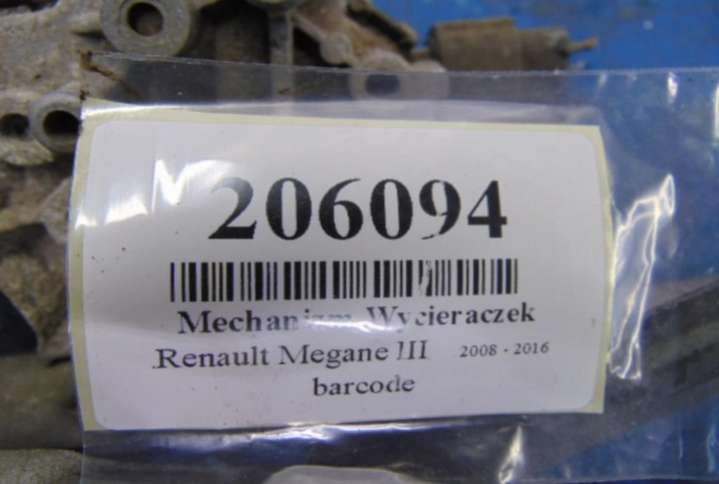 206094
Mechanizm Wycieraczek
Renault Megane III 2008 - 2016
barcode